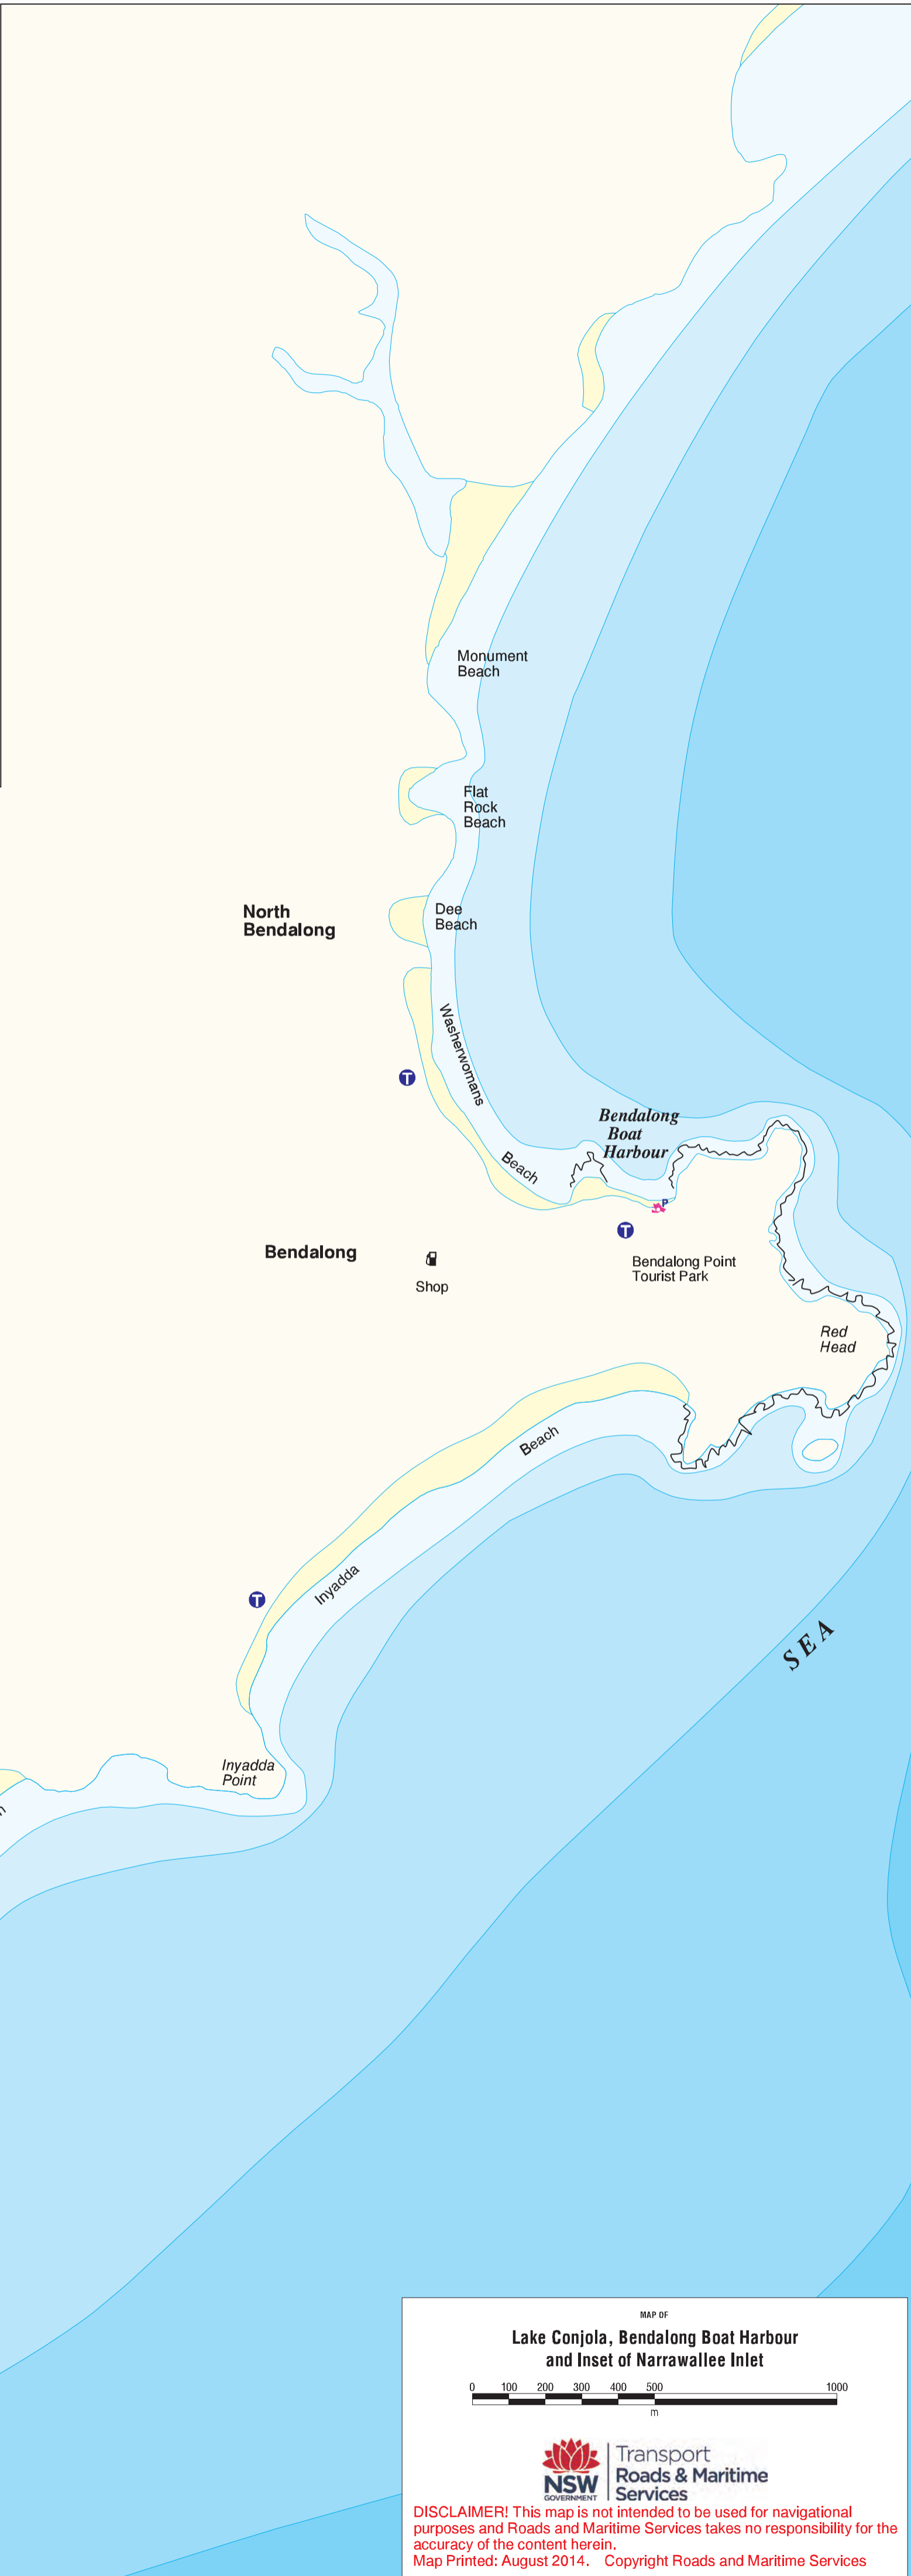 Monument
Beach
Flat
Rock
Beach
North
Bendalong
Dee
Beach
Washerwomans
Beach
T
Bendalong
Boat
Harbour
P
T
Bendalong
Shop
Bendalong Point
Tourist Park
Red
Head
Beach
Inyadda
T
SEA
Inyadda
Point
n
MAP OF
Lake Conjola, Bendalong Boat Harbour
and Inset of Narrawallee Inlet
0 100 200 300 400 500 1000
m
NSW
GOVERNMENT
Transport
Roads & Maritime
Services
DISCLAIMER! This map is not intended to be used for navigational
purposes and Roads and Maritime Services takes no responsibility for the
accuracy of the content herein.
Map Printed: August 2014. Copyright Roads and Maritime Services